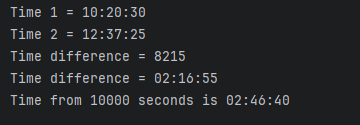 Time 1 = 10:20:30
Time 2 = 12:37:25
Time difference = 8215
Time difference = 02:16:55
Time from 10000 seconds is 02:46:40